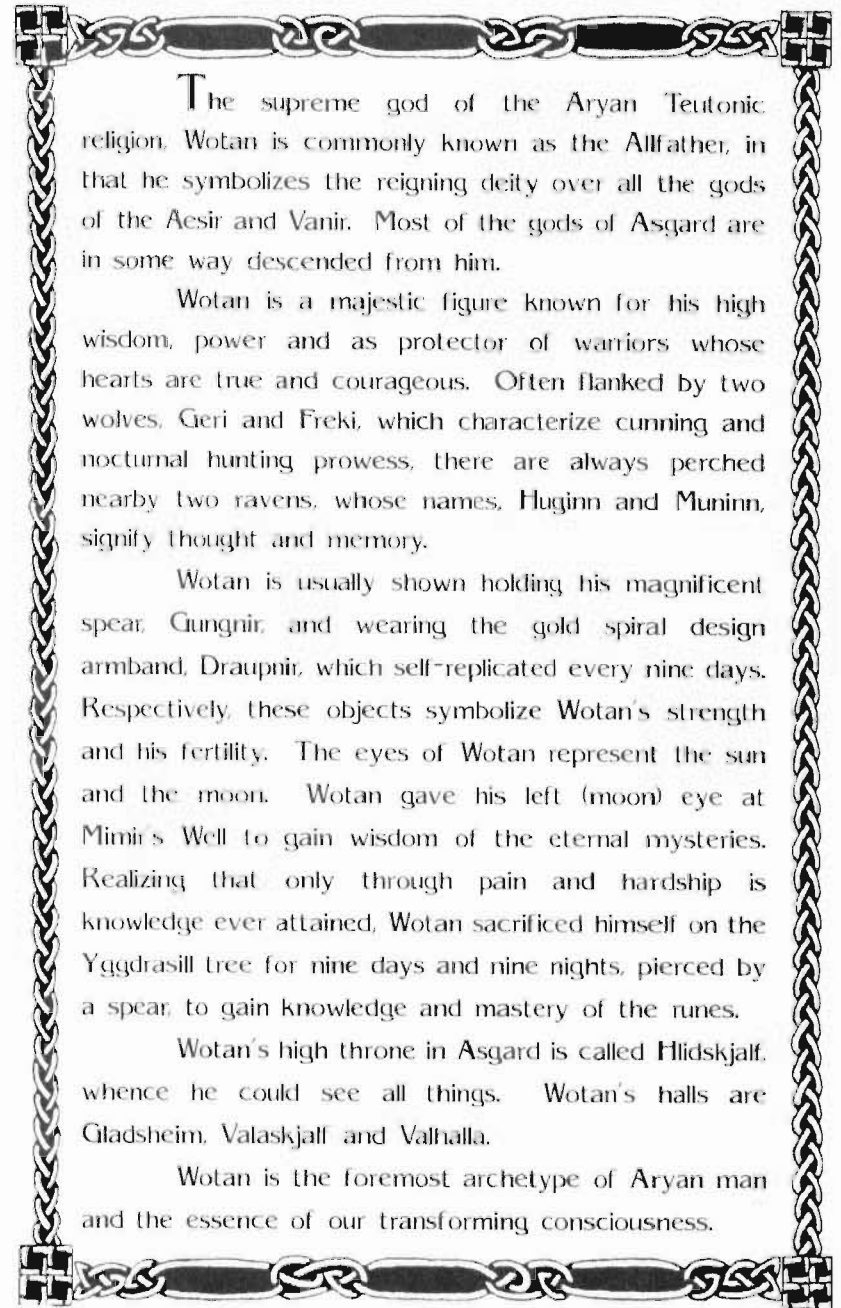 The supreme god of the Aryan Teutonic
religion, Wotan is commonly known as the Allfather, in
that he symbolizes the reigning deity over all the gods
of the Aesir and Vanir. Most of the gods of Asgard are
in some way descended from him.
Wotan is a majestic figure known for his high
wisdom, power and as protector of warriors whose
hearts are true and courageous. Often flanked by two
wolves, Geri and Freki, which characterize cunning and
nocturnal hunting prowess, there are always perched
nearby two ravens, whose names, Huginn and Muninn,
signify thought and memory.
Wotan is usually shown holding his magnificent
spear, Gungnir, and wearing the gold spiral design
armband, Draupnir, which self-replicated every nine days.
Respectively, these objects symbolize Wotan's strength
and his fertility. The eyes of Wotan represent the sun
and the moon. Wotan gave his left (moon) eye at
Mimir's Well to gain wisdom of the eternal mysteries.
Realizing that only through pain and hardship is
knowledge ever attained, Wotan sacrificed himself on the
Yggdrasill tree for nine days and nine nights, pierced by
a spear, to gain knowledge and mastery of the runes.
Wotan's high throne in Asgard is called Hlidskjalf,
whence he could see all things. Wotan's halls are
Gladsheim, Valaskjalf and Valhalla.
Wotan is the foremost archetype of Aryan man
and the essence of our transforming consciousness.